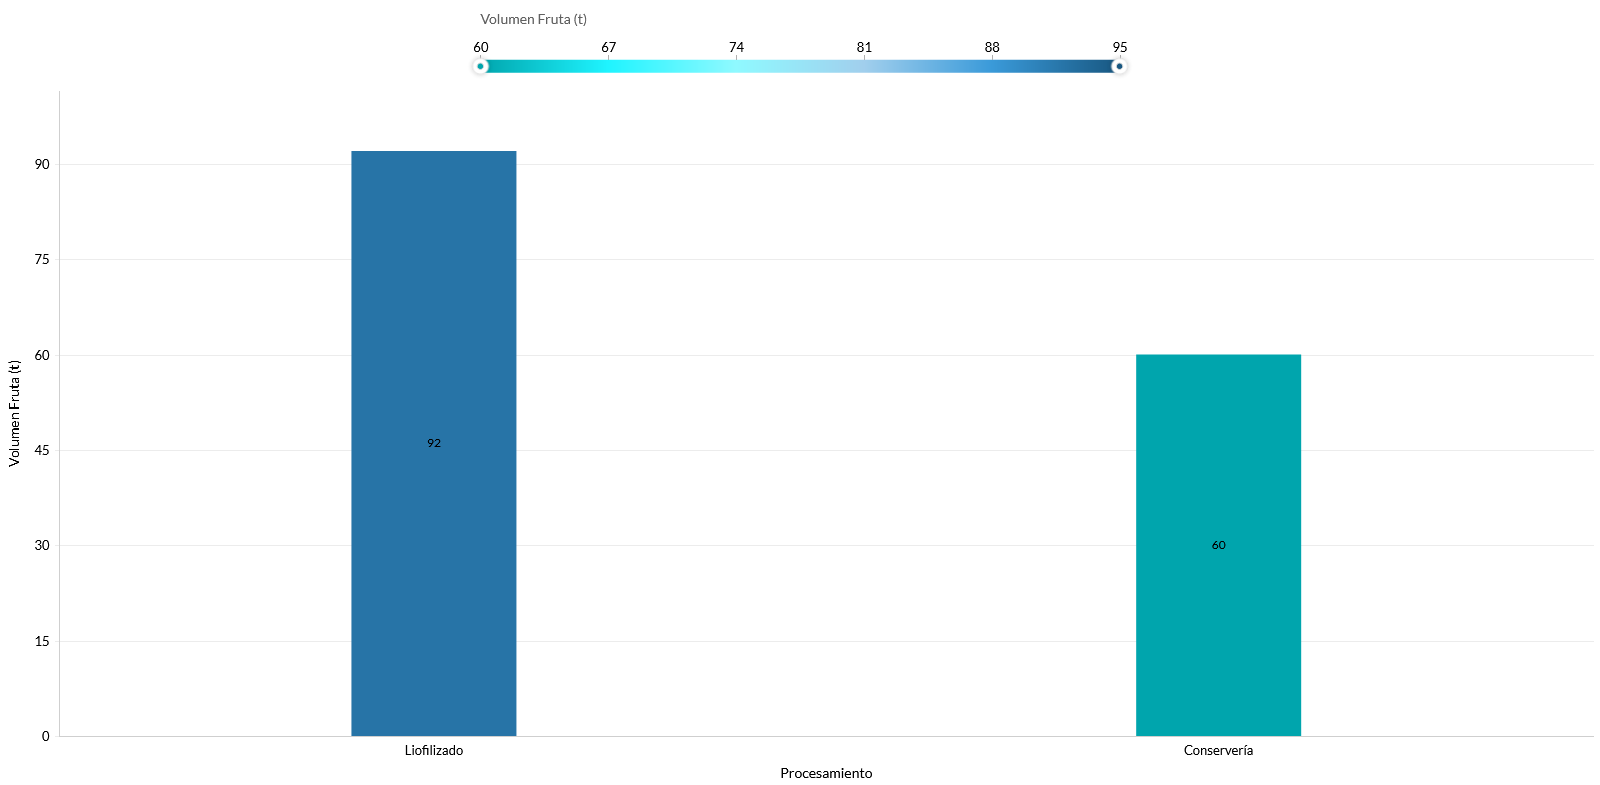 Volumen Fruta (t)
60 67 74 81 88 95
90
75
60
45
30
15
0
Volumen Fruta (t)
92
60
Liofilizado Conservería
Procesamiento